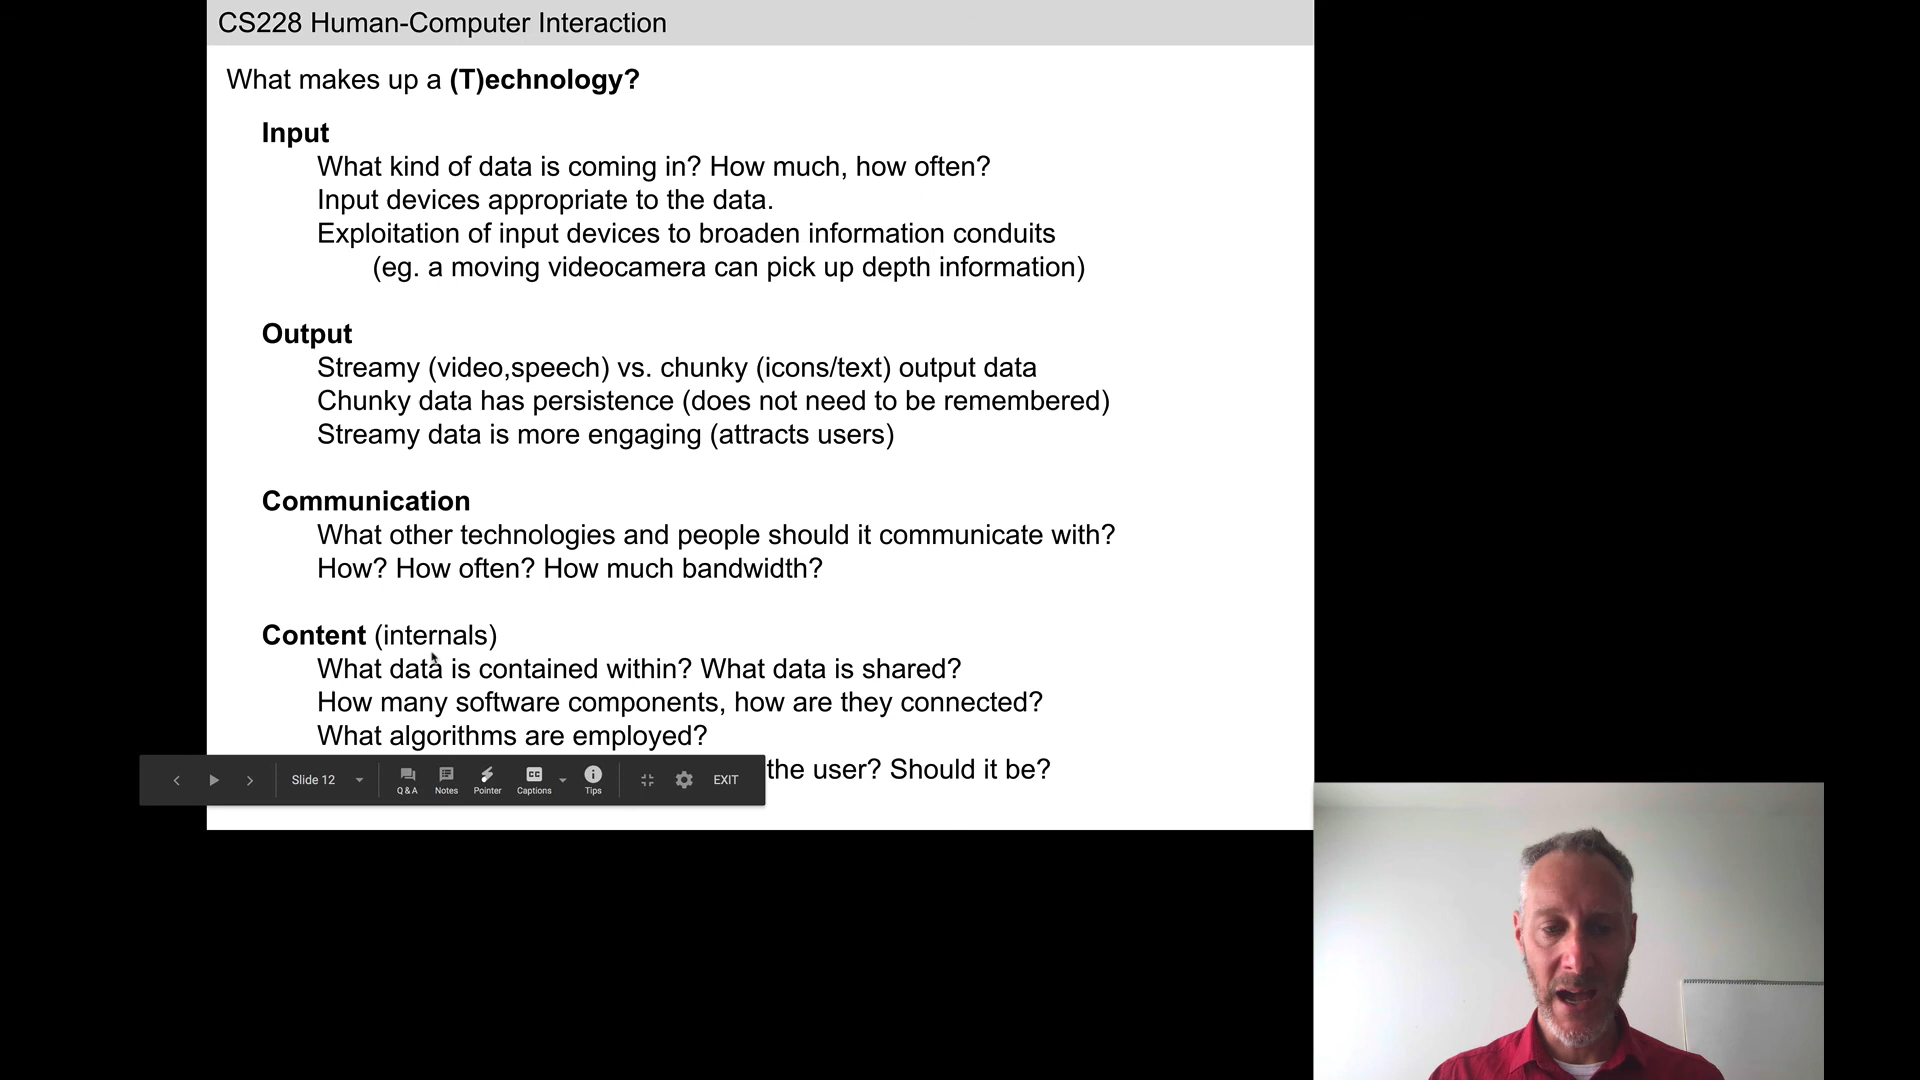 CS228 Human-Computer Interaction
What makes up a (T)echnology?
Input
What kind of data is coming in? How much, how often?
Input devices appropriate to the data.
Exploitation of input devices to broaden information conduits
(eg. a moving videocamera can pick up depth information)
Output
Streamy (video,speech) vs. chunky (icons/text) output data
Chunky data has persistence (does not need to be remembered)
Streamy data is more engaging (attracts users)
Communication
What other technologies and people should it communicate with?
How? How often? How much bandwidth?
Content (internals)
What data is contained within? What data is shared?
How many software components, how are they connected?
What algorithms are employed?
the user? Should it be?
Slide 12
Q & A
Notes
Pointer
CC
Captions
Tips
EXIT